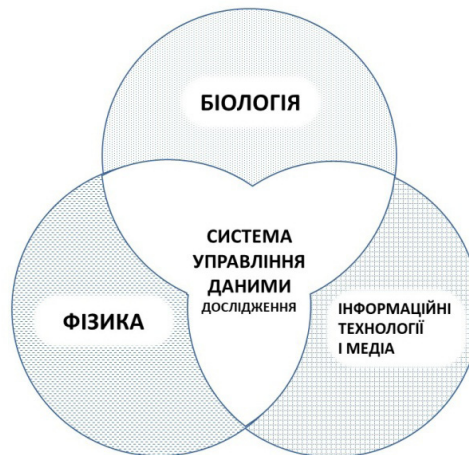 БІОЛОГІЯ
СИСТЕМА
УПРАВЛІННЯ
ДАНИМИ
ДОСЛІДЖЕННЯ
ФІЗИКА
ІНФОРМАЦІЙНІ
ТЕХНОЛОГІЇ
І МЕДІА